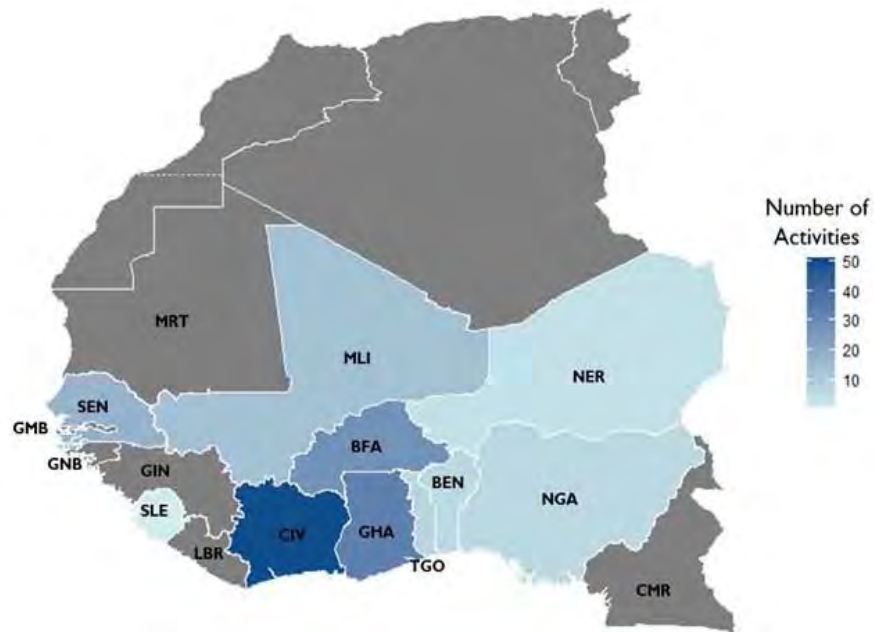 Number of
Activities
50
40
30
20
10
MRT
MLI
NER
SEN
GMB
BFA
GNB
GIN
BEN
NGA
SLE
CIV
GHA
LBR
TGO
CMR